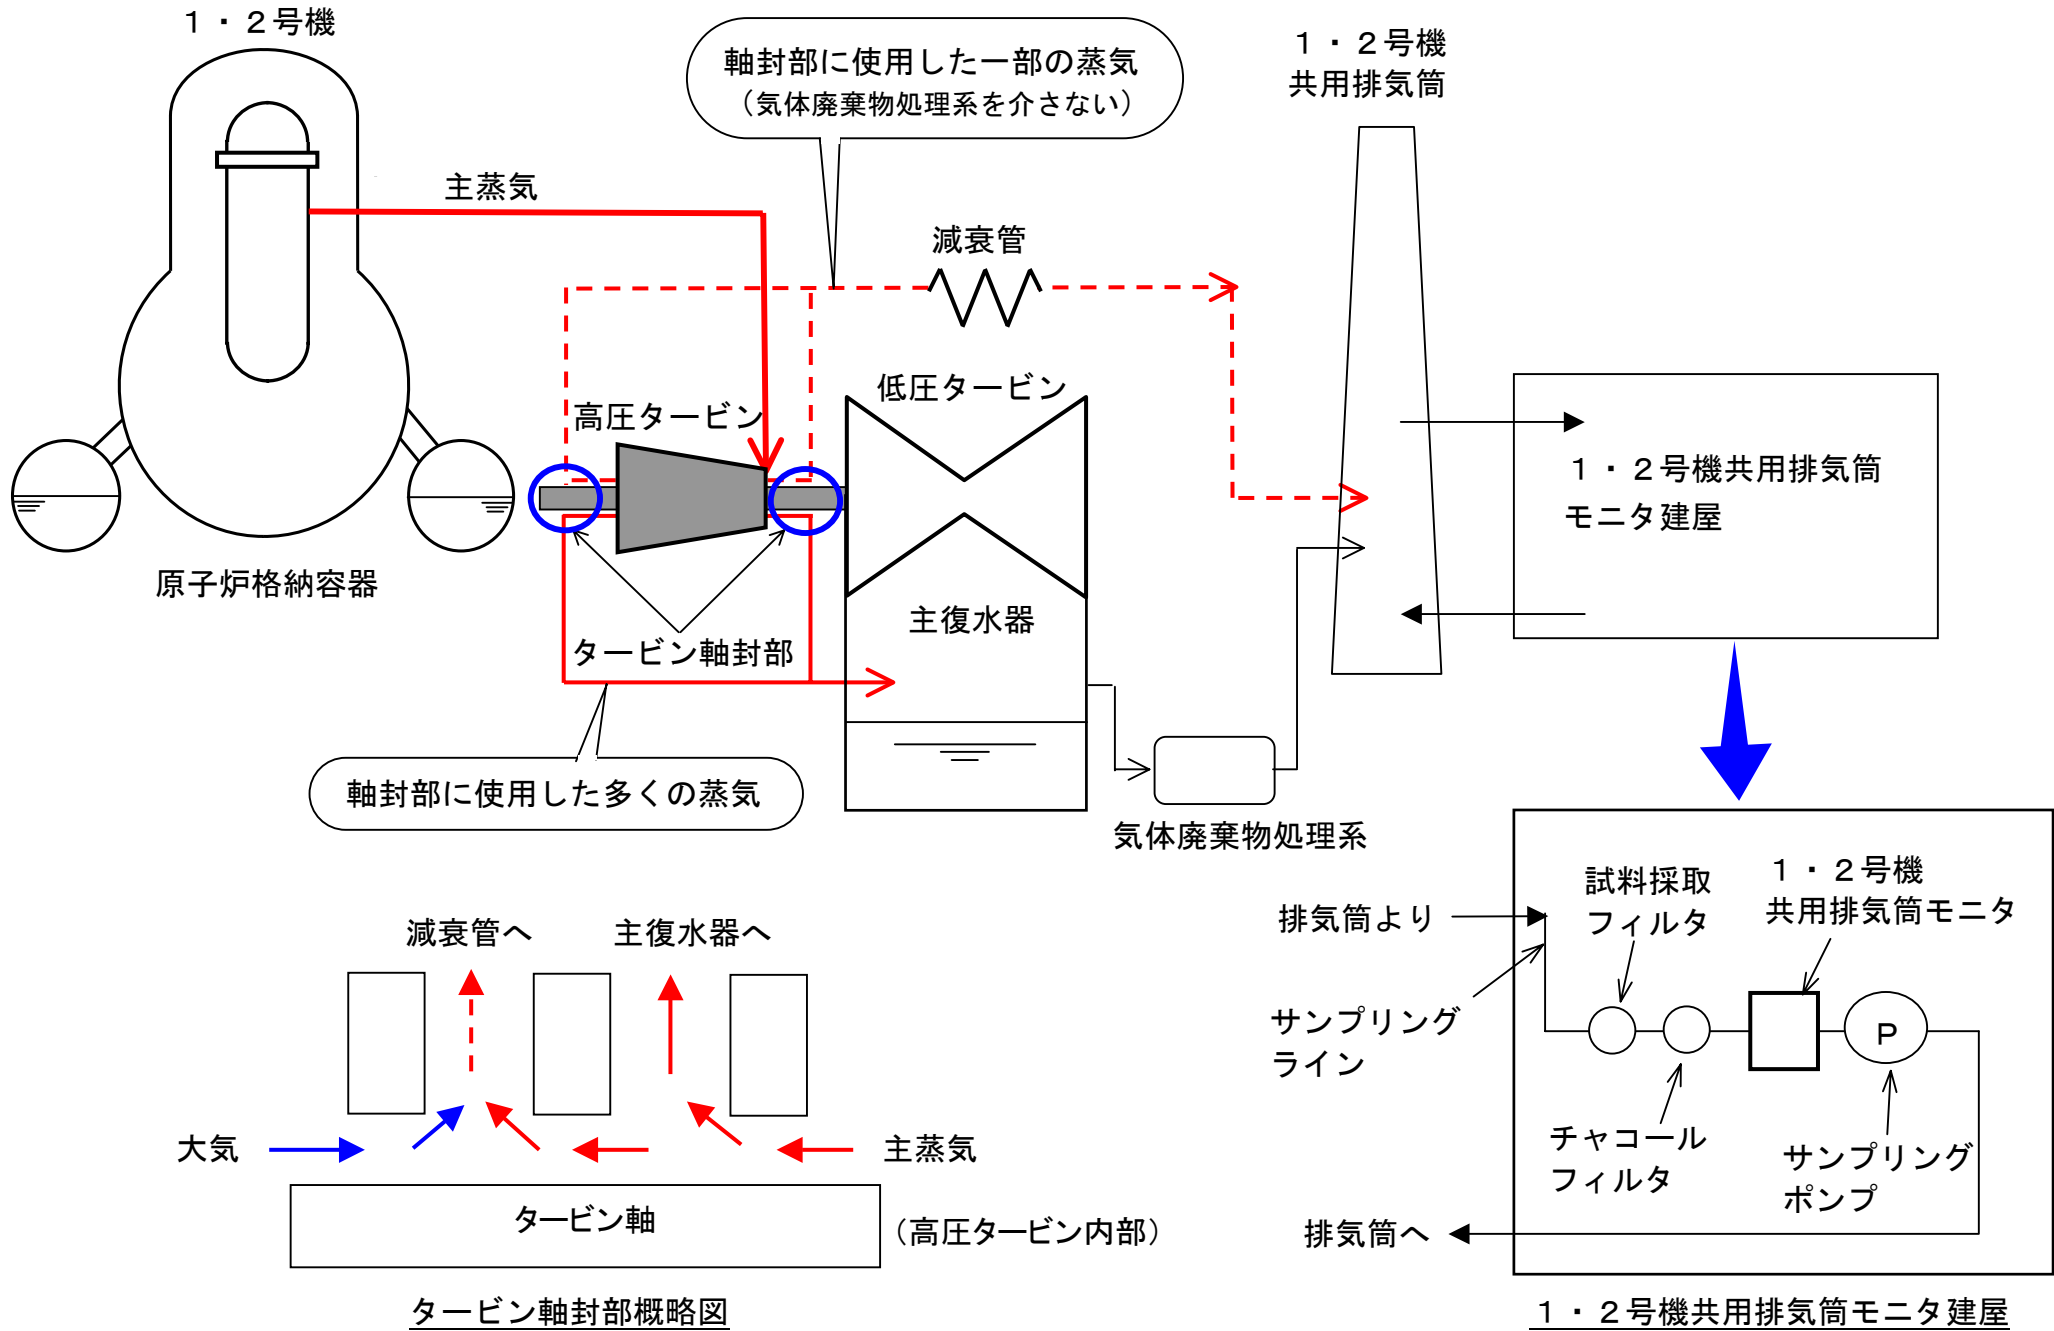 １・２号機
軸封部に使用した一部の蒸気
（気体廃棄物処理系を介さない）
１・２号機
共用排気筒
主蒸気
減衰管
低圧タービン
高圧タービン
１・２号機共用排気筒
モニタ建屋
原子炉格納容器
主復水器
タービン軸封部
軸封部に使用した多くの蒸気
気体廃棄物処理系
減衰管へ
主復水器へ
大気
主蒸気
タービン軸
（高圧タービン内部）
タービン軸封部概略図
試料採取
フィルタ
１・２号機
共用排気筒モニタ
排気筒より
サンプリング
ライン
P
チャコール
フィルタ
サンプリング
ポンプ
排気筒へ
１・２号機共用排気筒モニタ建屋